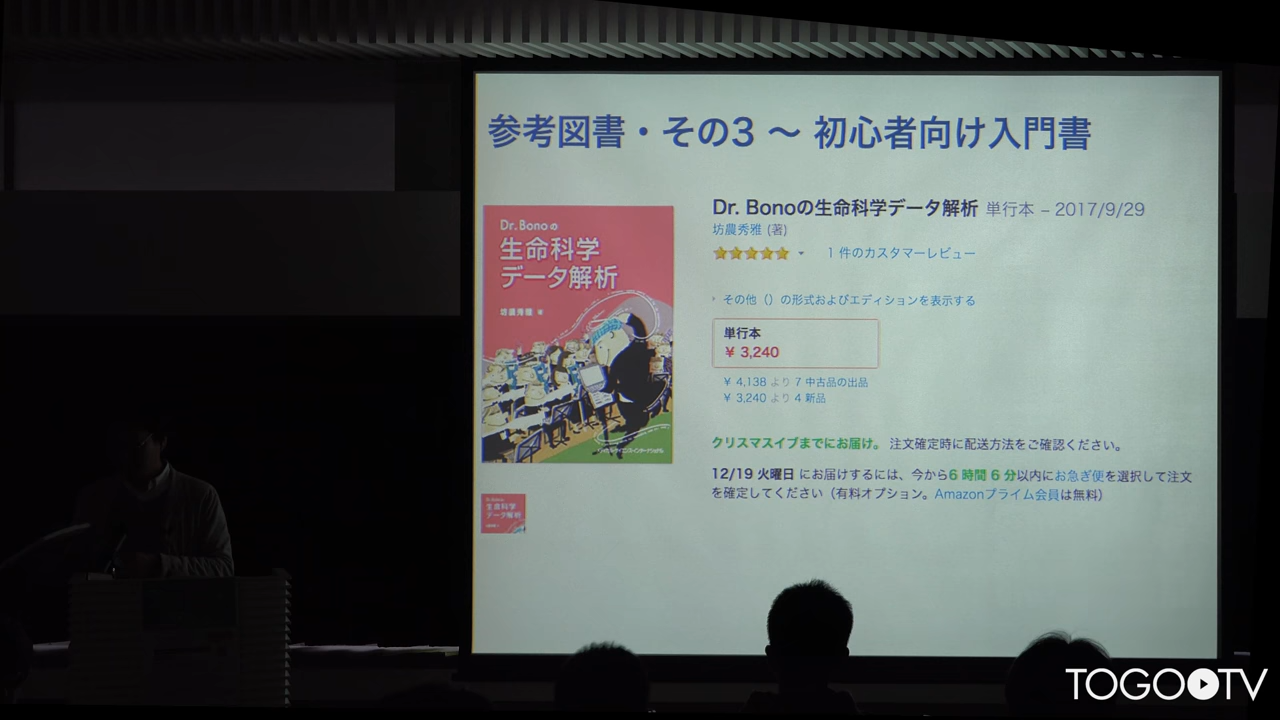 参考図書・その3 ～ 初心者向け入門書
Dr. Bonoの
生命科学
データ解析
坊農秀雅 著
Dr. Bonoの生命科学データ解析 単行本 – 2017/9/29
坊農秀雅 (著)
1 件のカスタマーレビュー
その他（）の形式およびエディションを表示する
単行本
￥ 3,240
￥ 4,138 より 7 中古品の出品
￥ 3,240 より 4 新品
クリスマスイブまでにお届け。 注文確定時に配送方法をご確認ください。
12/19 火曜日 にお届けするには、今から6 時間 6 分以内にお急ぎ便を選択して注文
を確定してください（有料オプション。Amazonプライム会員は無料）
生命科学
データ解析
TOGOTV